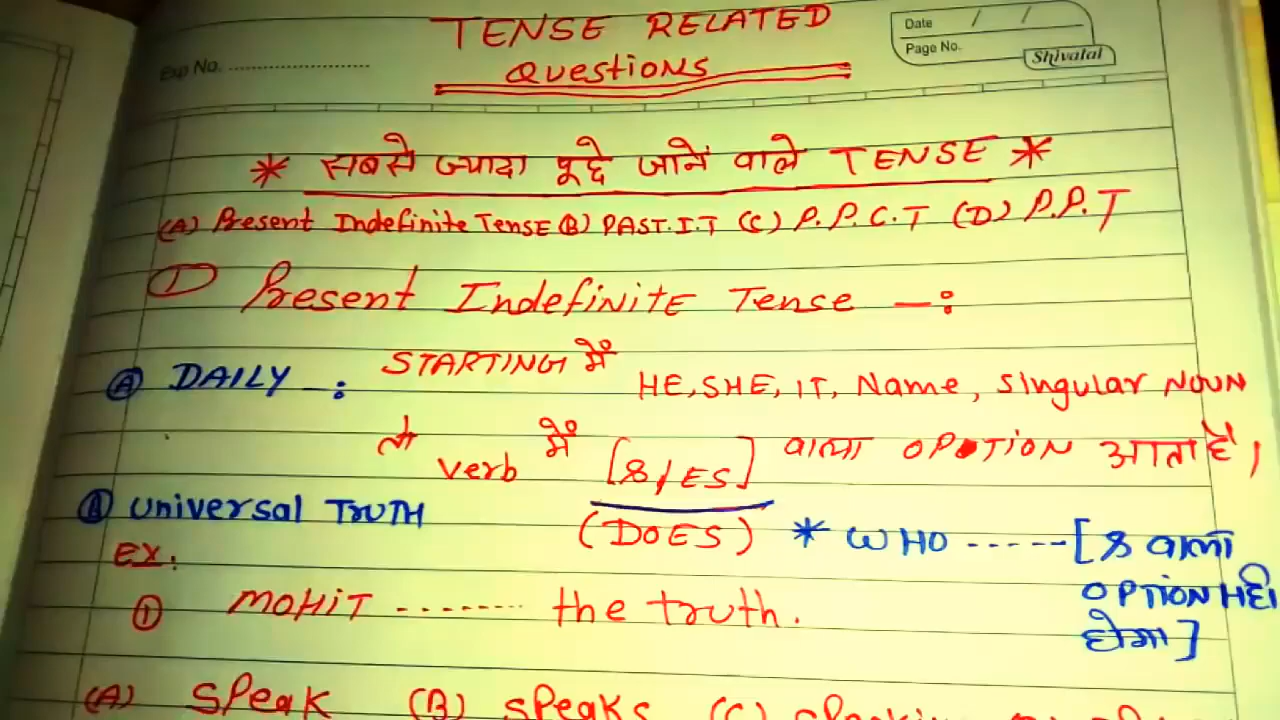 TENSE RELATED
Questions
Date / /
Page No.
Shivalal
Exp No.
* सबसे ज्यादा पूछे जाने वाले TENSE *
(A) Present Indefinite Tense (B) PAST.I.T (C) P.P.C.T (D) P.P.T
① Present Indefinite Tense —:
Ⓐ DAILY —: STARTING में HE, SHE, IT, Name, Singular NOUN
तो verb में [S/ES] वाला OPTION आता है,
Ⓑ Universal TRUTH
(DOES) * WHO ----- [S वाला
OPTION ही
होगा]
EX.
① MOHIT -------- the truth.
(A) speak (B) speaks (C)